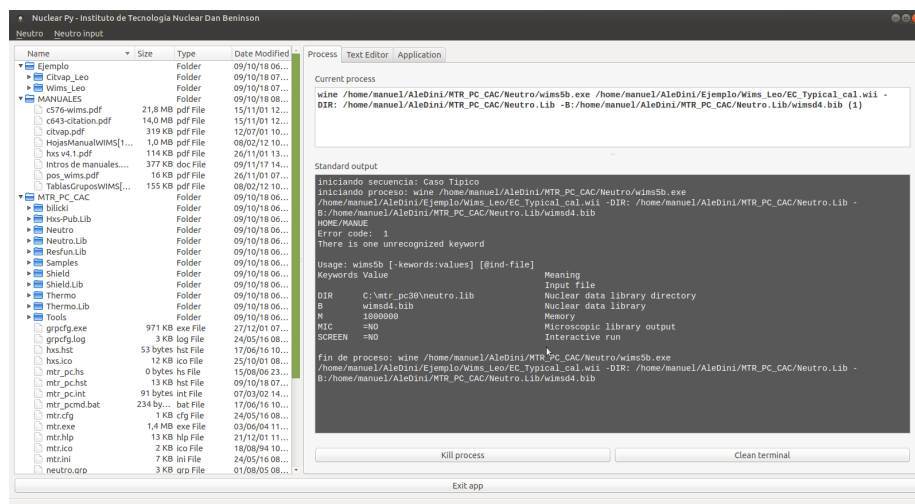 Nuclear Py - Instituto de Tecnología Nuclear Dan Beninson
Neutro Neutro input
Name Size Type Date Modified
Ejemplo Folder 09/10/18 06...
Citvap_Leo Folder 09/10/18 07...
Wims_Leo Folder 09/10/18 07...
MANUALES Folder 09/10/18 08...
c576-wims.pdf 21,8 MB pdf File 15/11/01 12...
c643-citation.pdf 14,0 MB pdf File 15/11/01 12...
citvap.pdf 319 KB pdf File 12/07/01 10...
HojasManualWIMS[1... 1,0 MB pdf File 08/02/12 10...
hxs v4.1.pdf 114 KB pdf File 26/11/01 13...
Intros de manuales.... 377 KB doc File 09/11/17 14...
pos_wims.pdf 16 KB pdf File 26/11/01 07...
TablasGruposWIMS[... 155 KB pdf File 08/02/12 10...
MTR_PC_CAC Folder 09/10/18 06...
bilicki Folder 09/10/18 06...
Hxs-Pub.Lib Folder 09/10/18 06...
Neutro Folder 09/10/18 06...
Neutro.Lib Folder 09/10/18 06...
Resfun.Lib Folder 09/10/18 06...
Samples Folder 09/10/18 06...
Shield Folder 09/10/18 06...
Shield.Lib Folder 09/10/18 06...
Thermo Folder 09/10/18 06...
Thermo.Lib Folder 09/10/18 06...
Tools Folder 09/10/18 06...
grpcfg.exe 971 KB exe File 27/12/01 07...
grpcfg.log 3 KB log File 24/05/16 08...
hxs.hst 53 bytes hst File 17/06/16 10...
hxs.ico 12 KB ico File 25/10/01 08...
mtr_pc.hs 0 bytes hs File 15/08/06 23...
mtr_pc.hst 13 KB hst File 09/10/18 07...
mtr_pc.int 91 bytes int File 07/03/02 14...
mtr_pcmd.bat 234 by... bat File 17/06/16 10...
mtr.cfg 1 KB cfg File 24/05/16 08...
mtr.exe 1,4 MB exe File 03/06/04 11...
mtr.hlp 13 KB hlp File 21/12/01 11...
mtr.ico 2 KB ico File 18/08/94 10...
mtr.ini 7 KB ini File 24/05/16 08...
neutro.grp 3 KB grp File 01/08/05 08...
Process Text Editor Application
Current process
wine /home/manuel/AleDini/MTR_PC_CAC/Neutro/wims5b.exe /home/manuel/AleDini/Ejemplo/Wims_Leo/EC_Typical_cal.wii -
DIR: /home/manuel/AleDini/MTR_PC_CAC/Neutro.Lib -B:/home/manuel/AleDini/MTR_PC_CAC/Neutro.Lib/wimsd4.bib (1)
Standard output
iniciando secuencia: Caso Tipico
iniciando proceso: wine /home/manuel/AleDini/MTR_PC_CAC/Neutro/wims5b.exe
/home/manuel/AleDini/Ejemplo/Wims_Leo/EC_Typical_cal.wii -DIR: /home/manuel/AleDini/MTR_PC_CAC/Neutro.Lib -
B:/home/manuel/AleDini/MTR_PC_CAC/Neutro.Lib/wimsd4.bib
HOME/MANUE
Error code: 1
There is one unrecognized keyword
Usage: wims5b [-kewords:values] [@ind-file]
Keywords Value Meaning
Input file
DIR C:\mtr_pc30\neutro.lib Nuclear data library directory
B wimsd4.bib Nuclear data library
M 1000000 Memory
MIC =NO Microscopic library output
SCREEN =NO Interactive run
fin de proceso: wine /home/manuel/AleDini/MTR_PC_CAC/Neutro/wims5b.exe
/home/manuel/AleDini/Ejemplo/Wims_Leo/EC_Typical_cal.wii -DIR: /home/manuel/AleDini/MTR_PC_CAC/Neutro.Lib -
B:/home/manuel/AleDini/MTR_PC_CAC/Neutro.Lib/wimsd4.bib
Kill process Clean terminal
Exit app